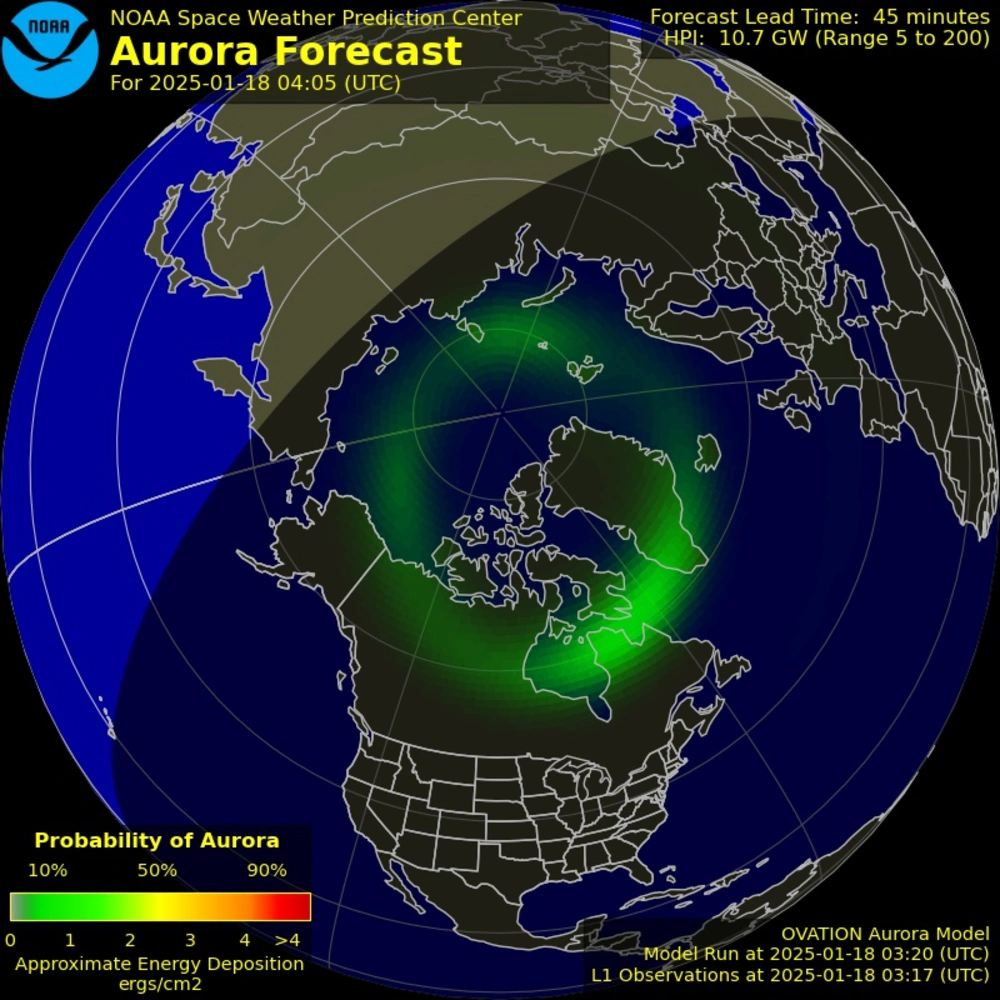 NOAA
NOAA Space Weather Prediction Center
Aurora Forecast
For 2025-01-18 04:05 (UTC)
Forecast Lead Time: 45 minutes
HPI: 10.7 GW (Range 5 to 200)
Probability of Aurora
10% 50% 90%
0 1 2 3 4 >4
Approximate Energy Deposition
ergs/cm2
OVATION Aurora Model
Model Run at 2025-01-18 03:20 (UTC)
L1 Observations at 2025-01-18 03:17 (UTC)